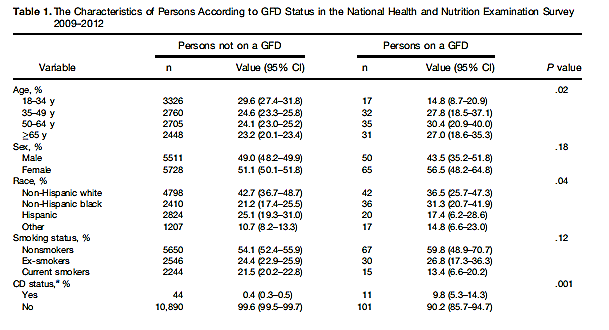 Table 1. The Characteristics of Persons According to GFD Status in the National Health and Nutrition Examination Survey
2009–2012
Persons not on a GFD Persons on a GFD
Variable n Value (95% CI) n Value (95% CI) P value
Age, % .02
18–34 y 3326 29.6 (27.4–31.8) 17 14.8 (8.7–20.9)
35–49 y 2760 24.6 (23.3–25.8) 32 27.8 (18.5–37.1)
50–64 y 2705 24.1 (23.0–25.2) 35 30.4 (20.9–40.0)
≥65 y 2448 23.2 (20.1–23.4) 31 27.0 (18.6–35.3)
Sex, % .18
Male 5511 49.0 (48.2–49.9) 50 43.5 (35.2–51.8)
Female 5728 51.1 (50.1–51.8) 65 56.5 (48.2–64.8)
Race, % .04
Non-Hispanic white 4798 42.7 (36.7–48.7) 42 36.5 (25.7–47.3)
Non-Hispanic black 2410 21.2 (17.4–25.5) 36 31.3 (20.7–41.9)
Hispanic 2824 25.1 (19.3–31.0) 20 17.4 (6.2–28.6)
Other 1207 10.7 (8.2–13.3) 17 14.8 (6.6–23.0)
Smoking status, % .12
Nonsmokers 5650 54.1 (52.4–55.9) 67 59.8 (48.9–70.7)
Ex-smokers 2546 24.4 (22.9–25.9) 30 26.8 (17.3–36.3)
Current smokers 2244 21.5 (20.2–22.8) 15 13.4 (6.6–20.2)
CD status,ᵃ % .001
Yes 44 0.4 (0.3–0.5) 11 9.8 (5.3–14.3)
No 10,890 99.6 (99.5–99.7) 101 90.2 (85.7–94.7)